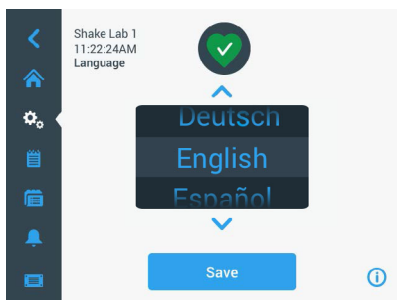 Shake Lab 1
11:22:24AM
Language
Deutsch
English
Español
Save